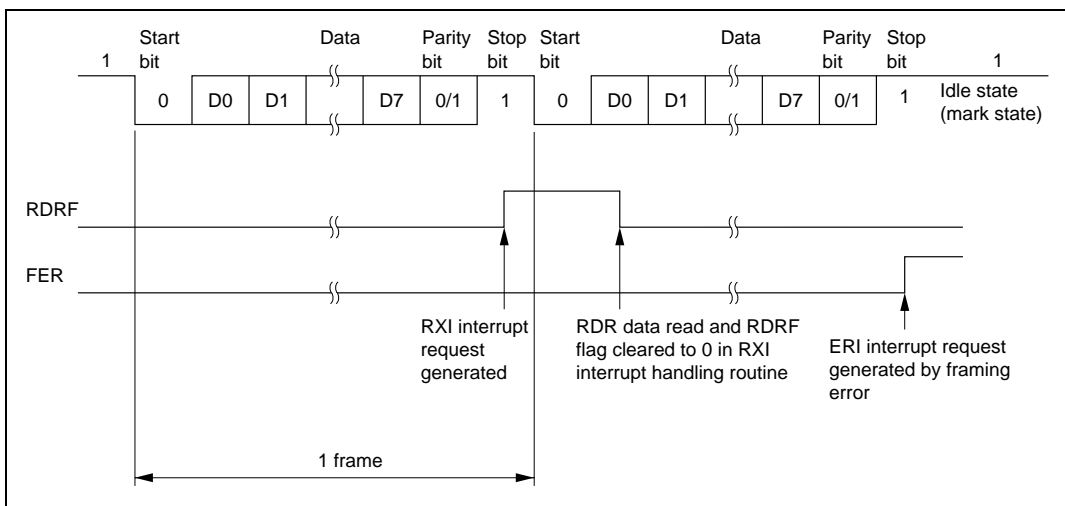 Start bit
Data
Parity bit
Stop bit
Start bit
Data
Parity bit
Stop bit
1
1
0
D0
D1
D7
0/1
1
0
D0
D1
D7
0/1
1
Idle state
(mark state)
RDRF
FER
RXI interrupt
request
generated
RDR data read and RDRF
flag cleared to 0 in RXI
interrupt handling routine
ERI interrupt request
generated by framing
error
1 frame